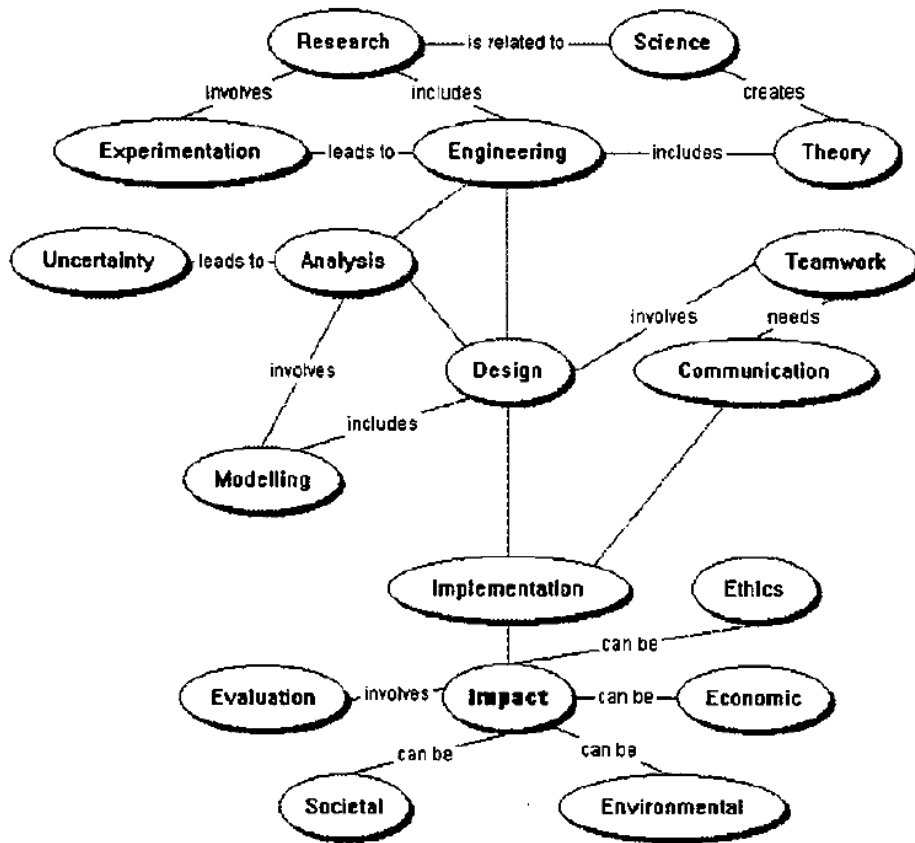 Research is related to Science
involves includes creates
Experimentation leads to Engineering includes Theory
Uncertainty leads to Analysis Teamwork
involves needs
involves Design Communication
includes
Modelling
Implementation Ethics
can be
Evaluation involves Impact can be Economic
can be can be
Societal Environmental